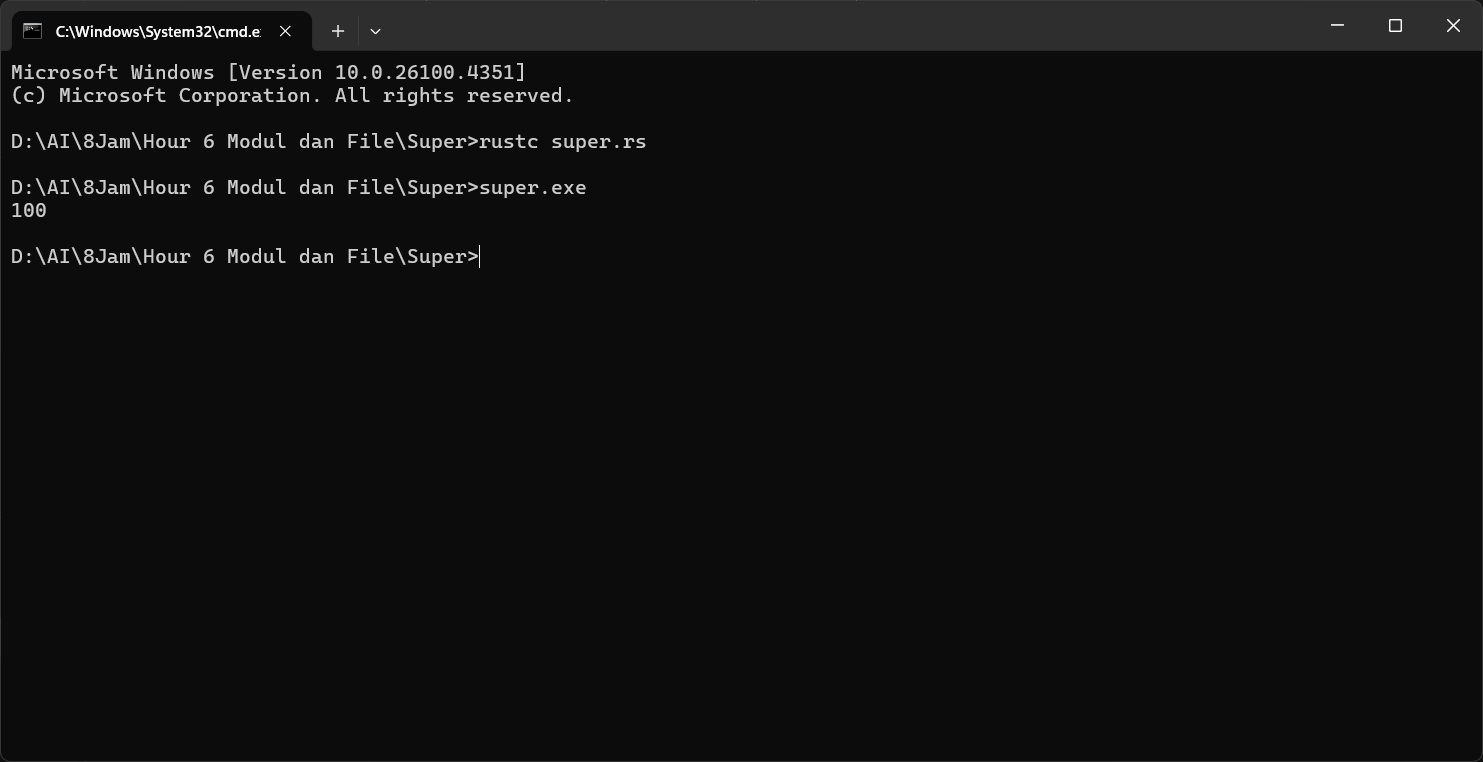 C:\Windows\System32\cmd.e
Microsoft Windows [Version 10.0.26100.4351]
(c) Microsoft Corporation. All rights reserved.
D:\AI\8Jam\Hour 6 Modul dan File\Super>rustc super.rs
D:\AI\8Jam\Hour 6 Modul dan File\Super>super.exe
100
D:\AI\8Jam\Hour 6 Modul dan File\Super>